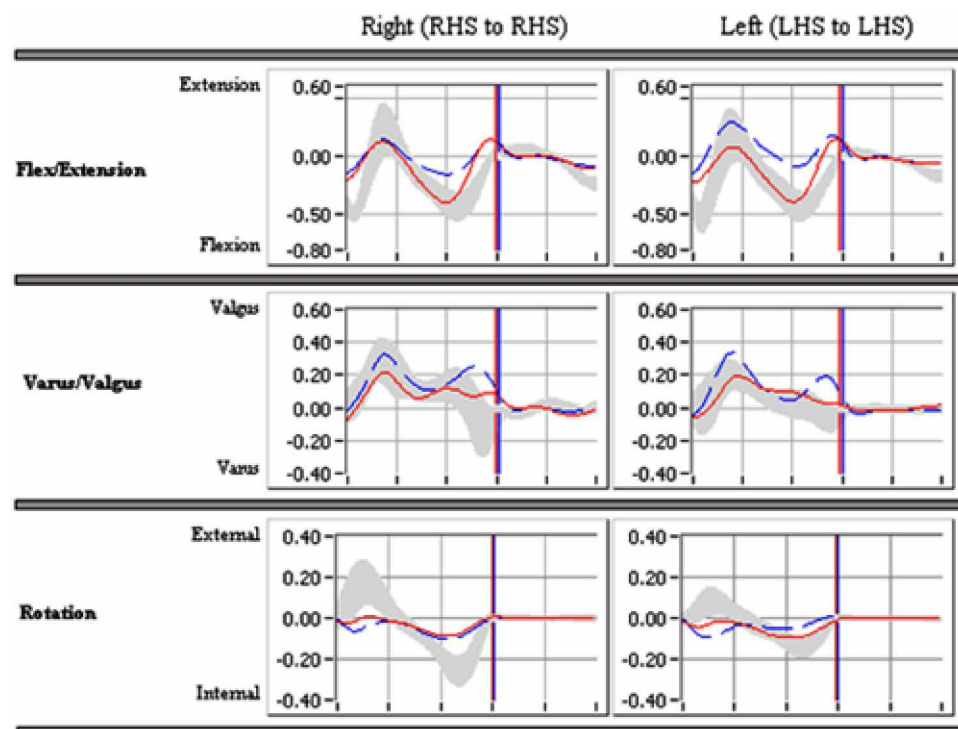 Right (RHS to RHS) Left (LHS to LHS)
Extension 0.60 0.60
Flex/Extension 0.00 0.00
-0.50 -0.50
Flexion -0.80 -0.80
Valgus 0.60 0.60
0.40 0.40
Varus/Valgus 0.20 0.20
0.00 0.00
-0.20 -0.20
Varus -0.40 -0.40
External 0.40 0.40
0.20 0.20
Rotation 0.00 0.00
-0.20 -0.20
Internal -0.40 -0.40